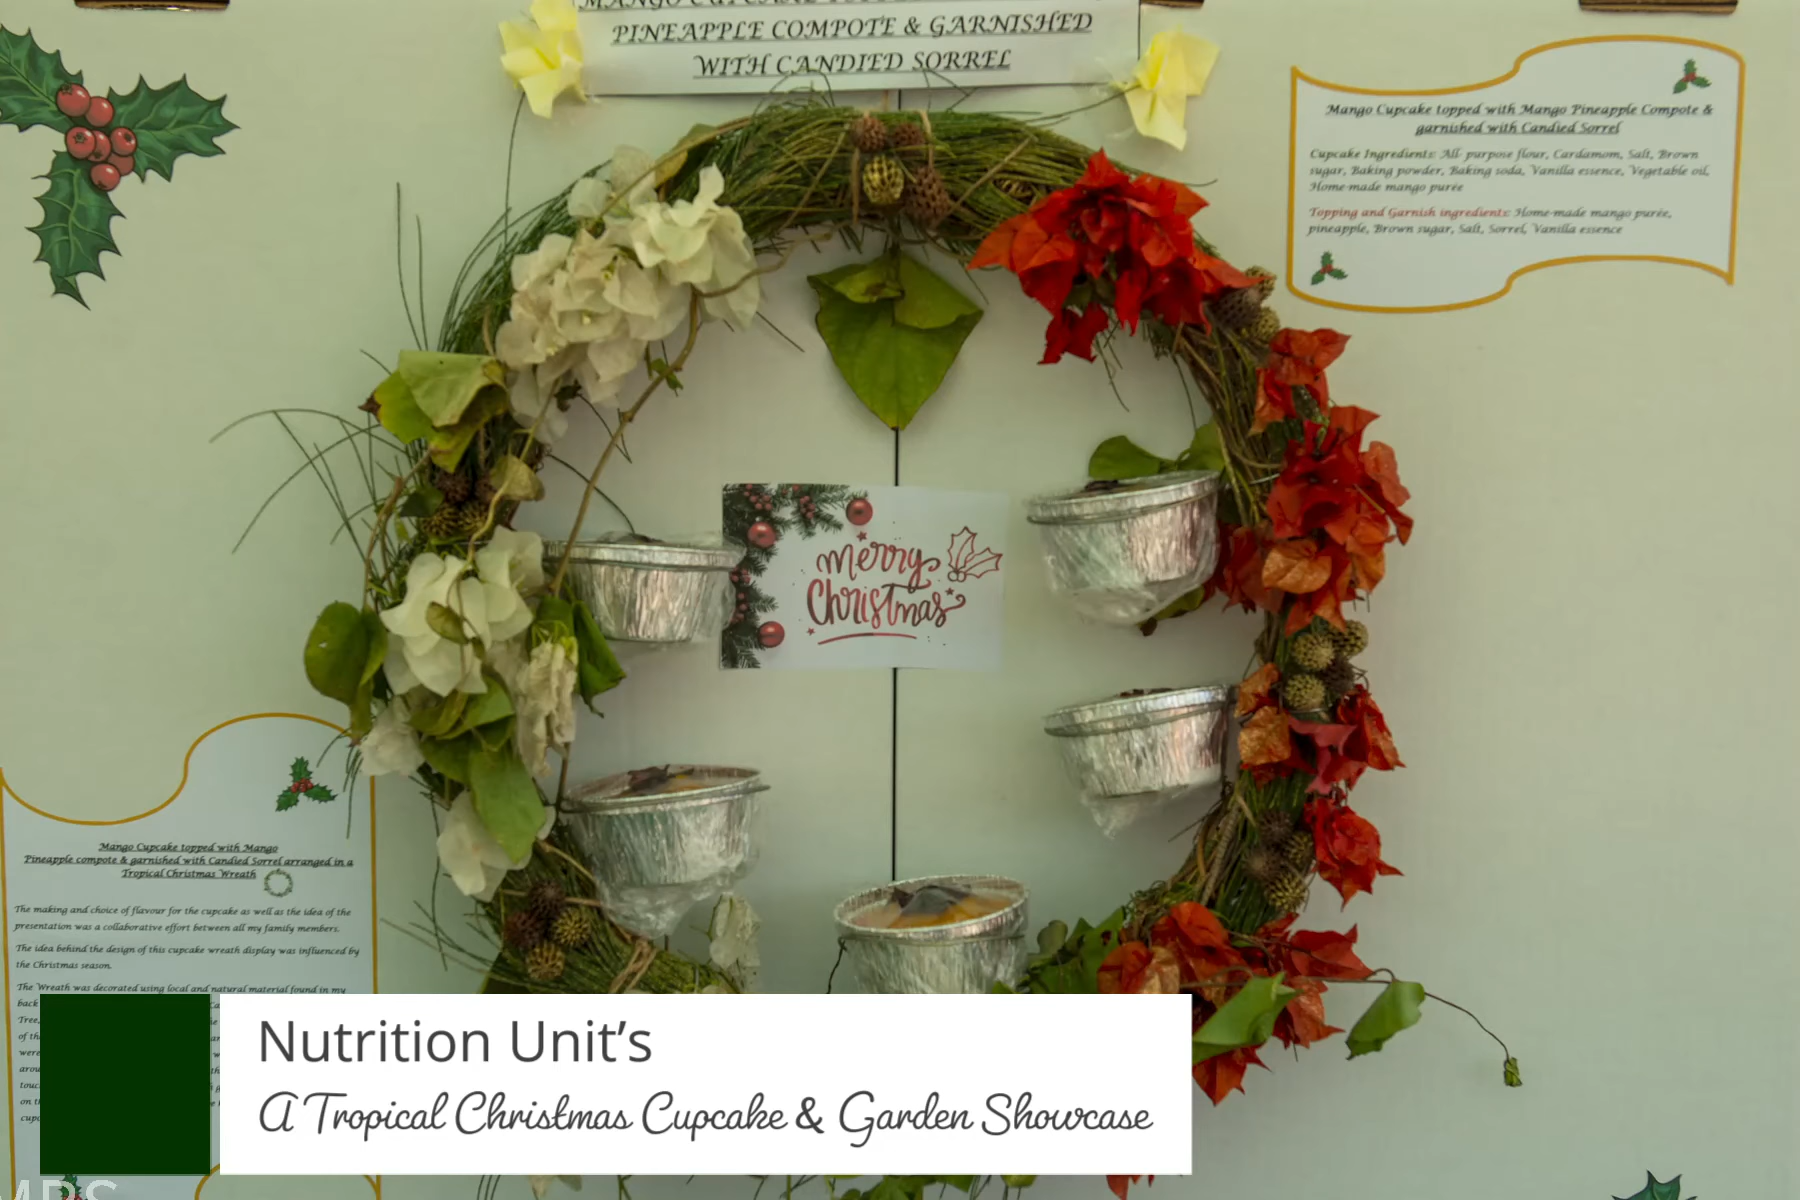 PINEAPPLE COMPOTE & GARNISHED
WITH CANDIED SORREL
Mango Cupcake topped with Mango Pineapple Compote &
garnished with Candied Sorrel
Cupcake Ingredients: All- purpose flour, Cardamom, Salt, Brown
sugar, Baking powder, Baking soda, Vanilla essence, Vegetable oil,
Home-made mango purée
Topping and Garnish ingredients: Home-made mango purée,
pineapple, Brown sugar, Salt, Sorrel, Vanilla essence
merry
Christmas
Mango Cupcake topped with Mango
Pineapple compote & garnished with Candied Sorrel arranged in a
Tropical Christmas Wreath
The making and choice of flavour for the cupcake as well as the idea of the
presentation was a collaborative effort between all my family members.
The idea behind the design of this cupcake wreath display was influenced by
the Christmas season.
The Wreath was decorated using local and natural material found in my
back
Tree,
of
were
Nutrition Unit’s
A Tropical Christmas Cupcake & Garden Showcase